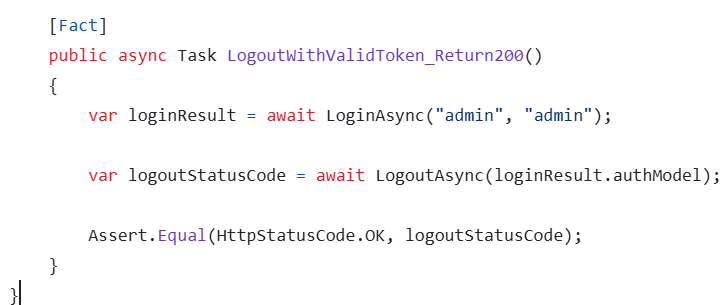 [Fact]
public async Task LogoutWithValidToken_Return200()
{
var loginResult = await LoginAsync("admin", "admin");
var logoutStatusCode = await LogoutAsync(loginResult.authModel);
Assert.Equal(HttpStatusCode.OK, logoutStatusCode);
}
}